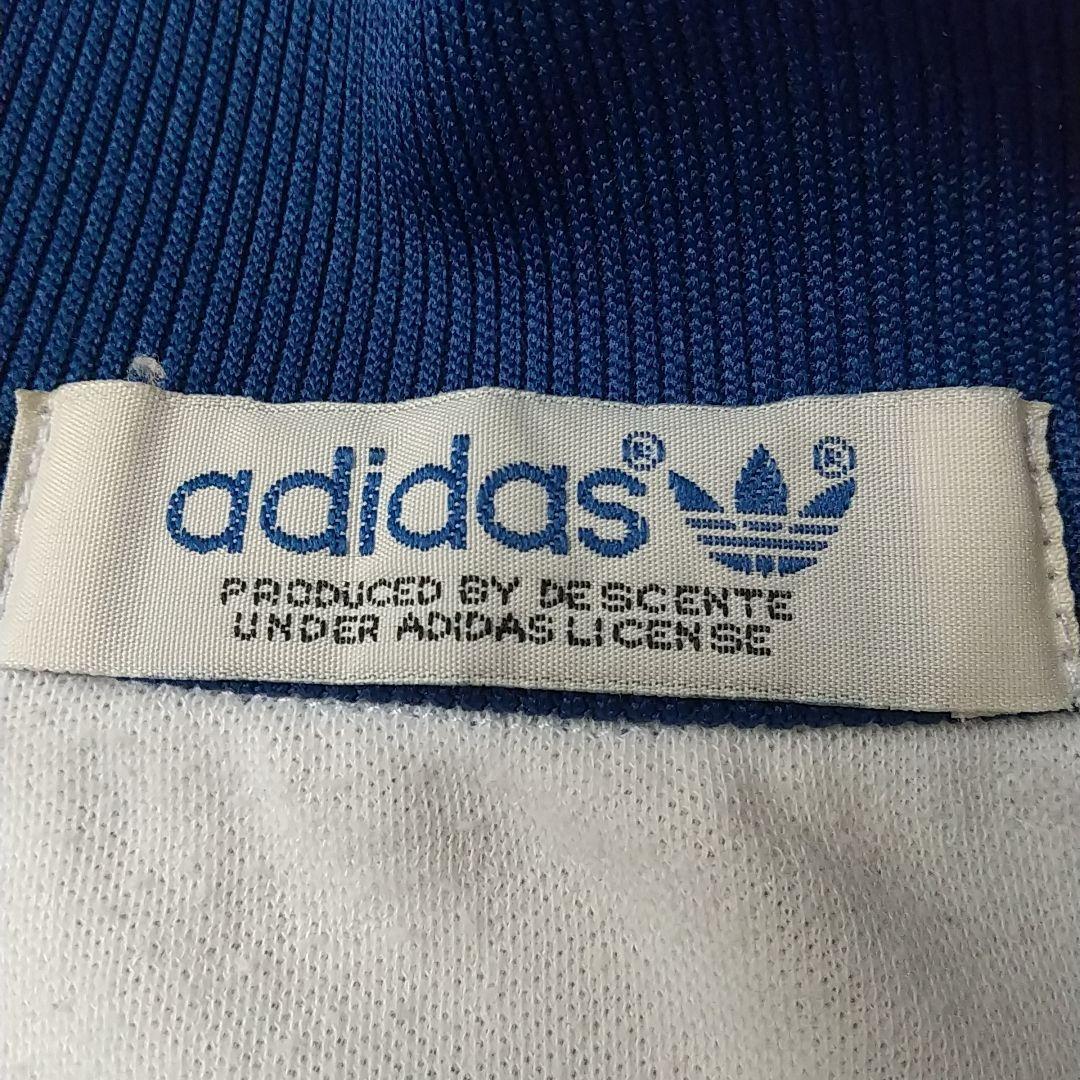 adidas® ®
PRODUCED BY DESCENTE
UNDER ADIDAS LICENSE